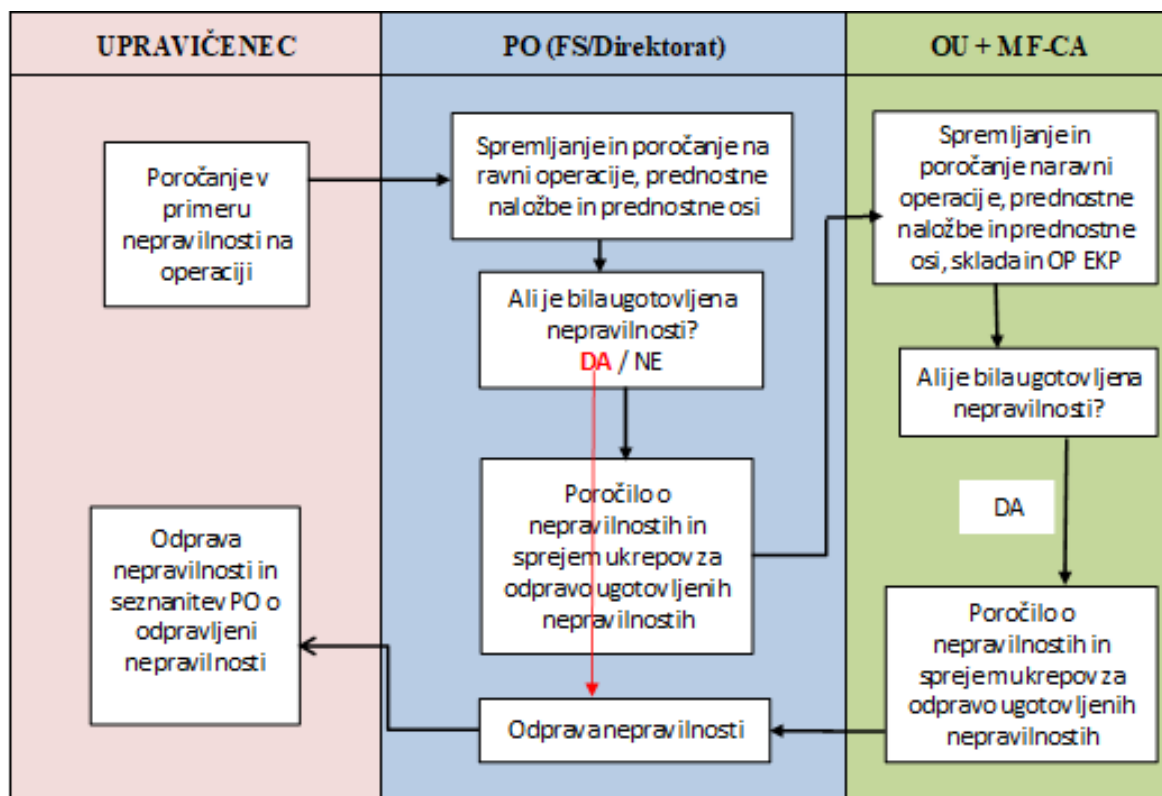 UPRAVIČENEC
PO (FS/Direktorat)
OU + MF-CA
Poročanje v
primeru
nepravilnosti na
operaciji
Spremljanje in poročanje na
ravni operacije, prednostne
naložbe in prednostne osi
Spremljanje in
poročanje na ravni
operacije, prednostne
naložbe in prednostne
osi, sklada in OP EKP
Ali je bila ugotovljena
nepravilnosti?
DA / NE
Ali je bila ugotovljena
nepravilnosti?
DA
Poročilo o
nepravilnostih in
sprejem ukrepov za
odpravo ugotovljenih
nepravilnostih
Odprava
nepravilnosti in
seznanitev PO o
odpravljeni
nepravilnosti
Poročilo o
nepravilnostih in
sprejem ukrepov za
odpravo ugotovljenih
nepravilnostih
Odprava nepravilnosti